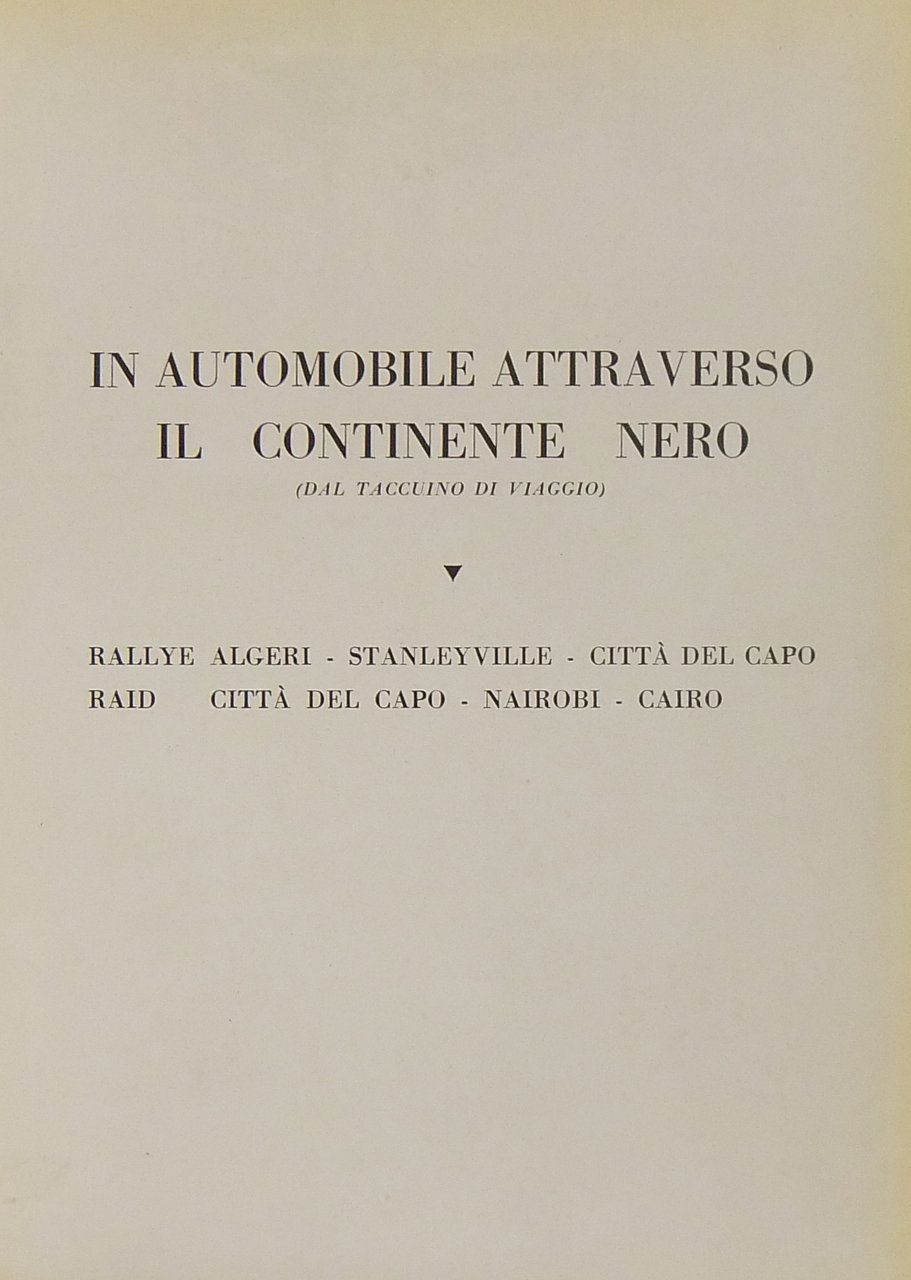 IN AUTOMOBILE ATTRAVERSO
IL CONTINENTE NERO
(DAL TACCUINO DI VIAGGIO)
RALLYE ALGERI - STANLEYVILLE - CITTÀ DEL CAPO
RAID CITTÀ DEL CAPO - NAIROBI - CAIRO